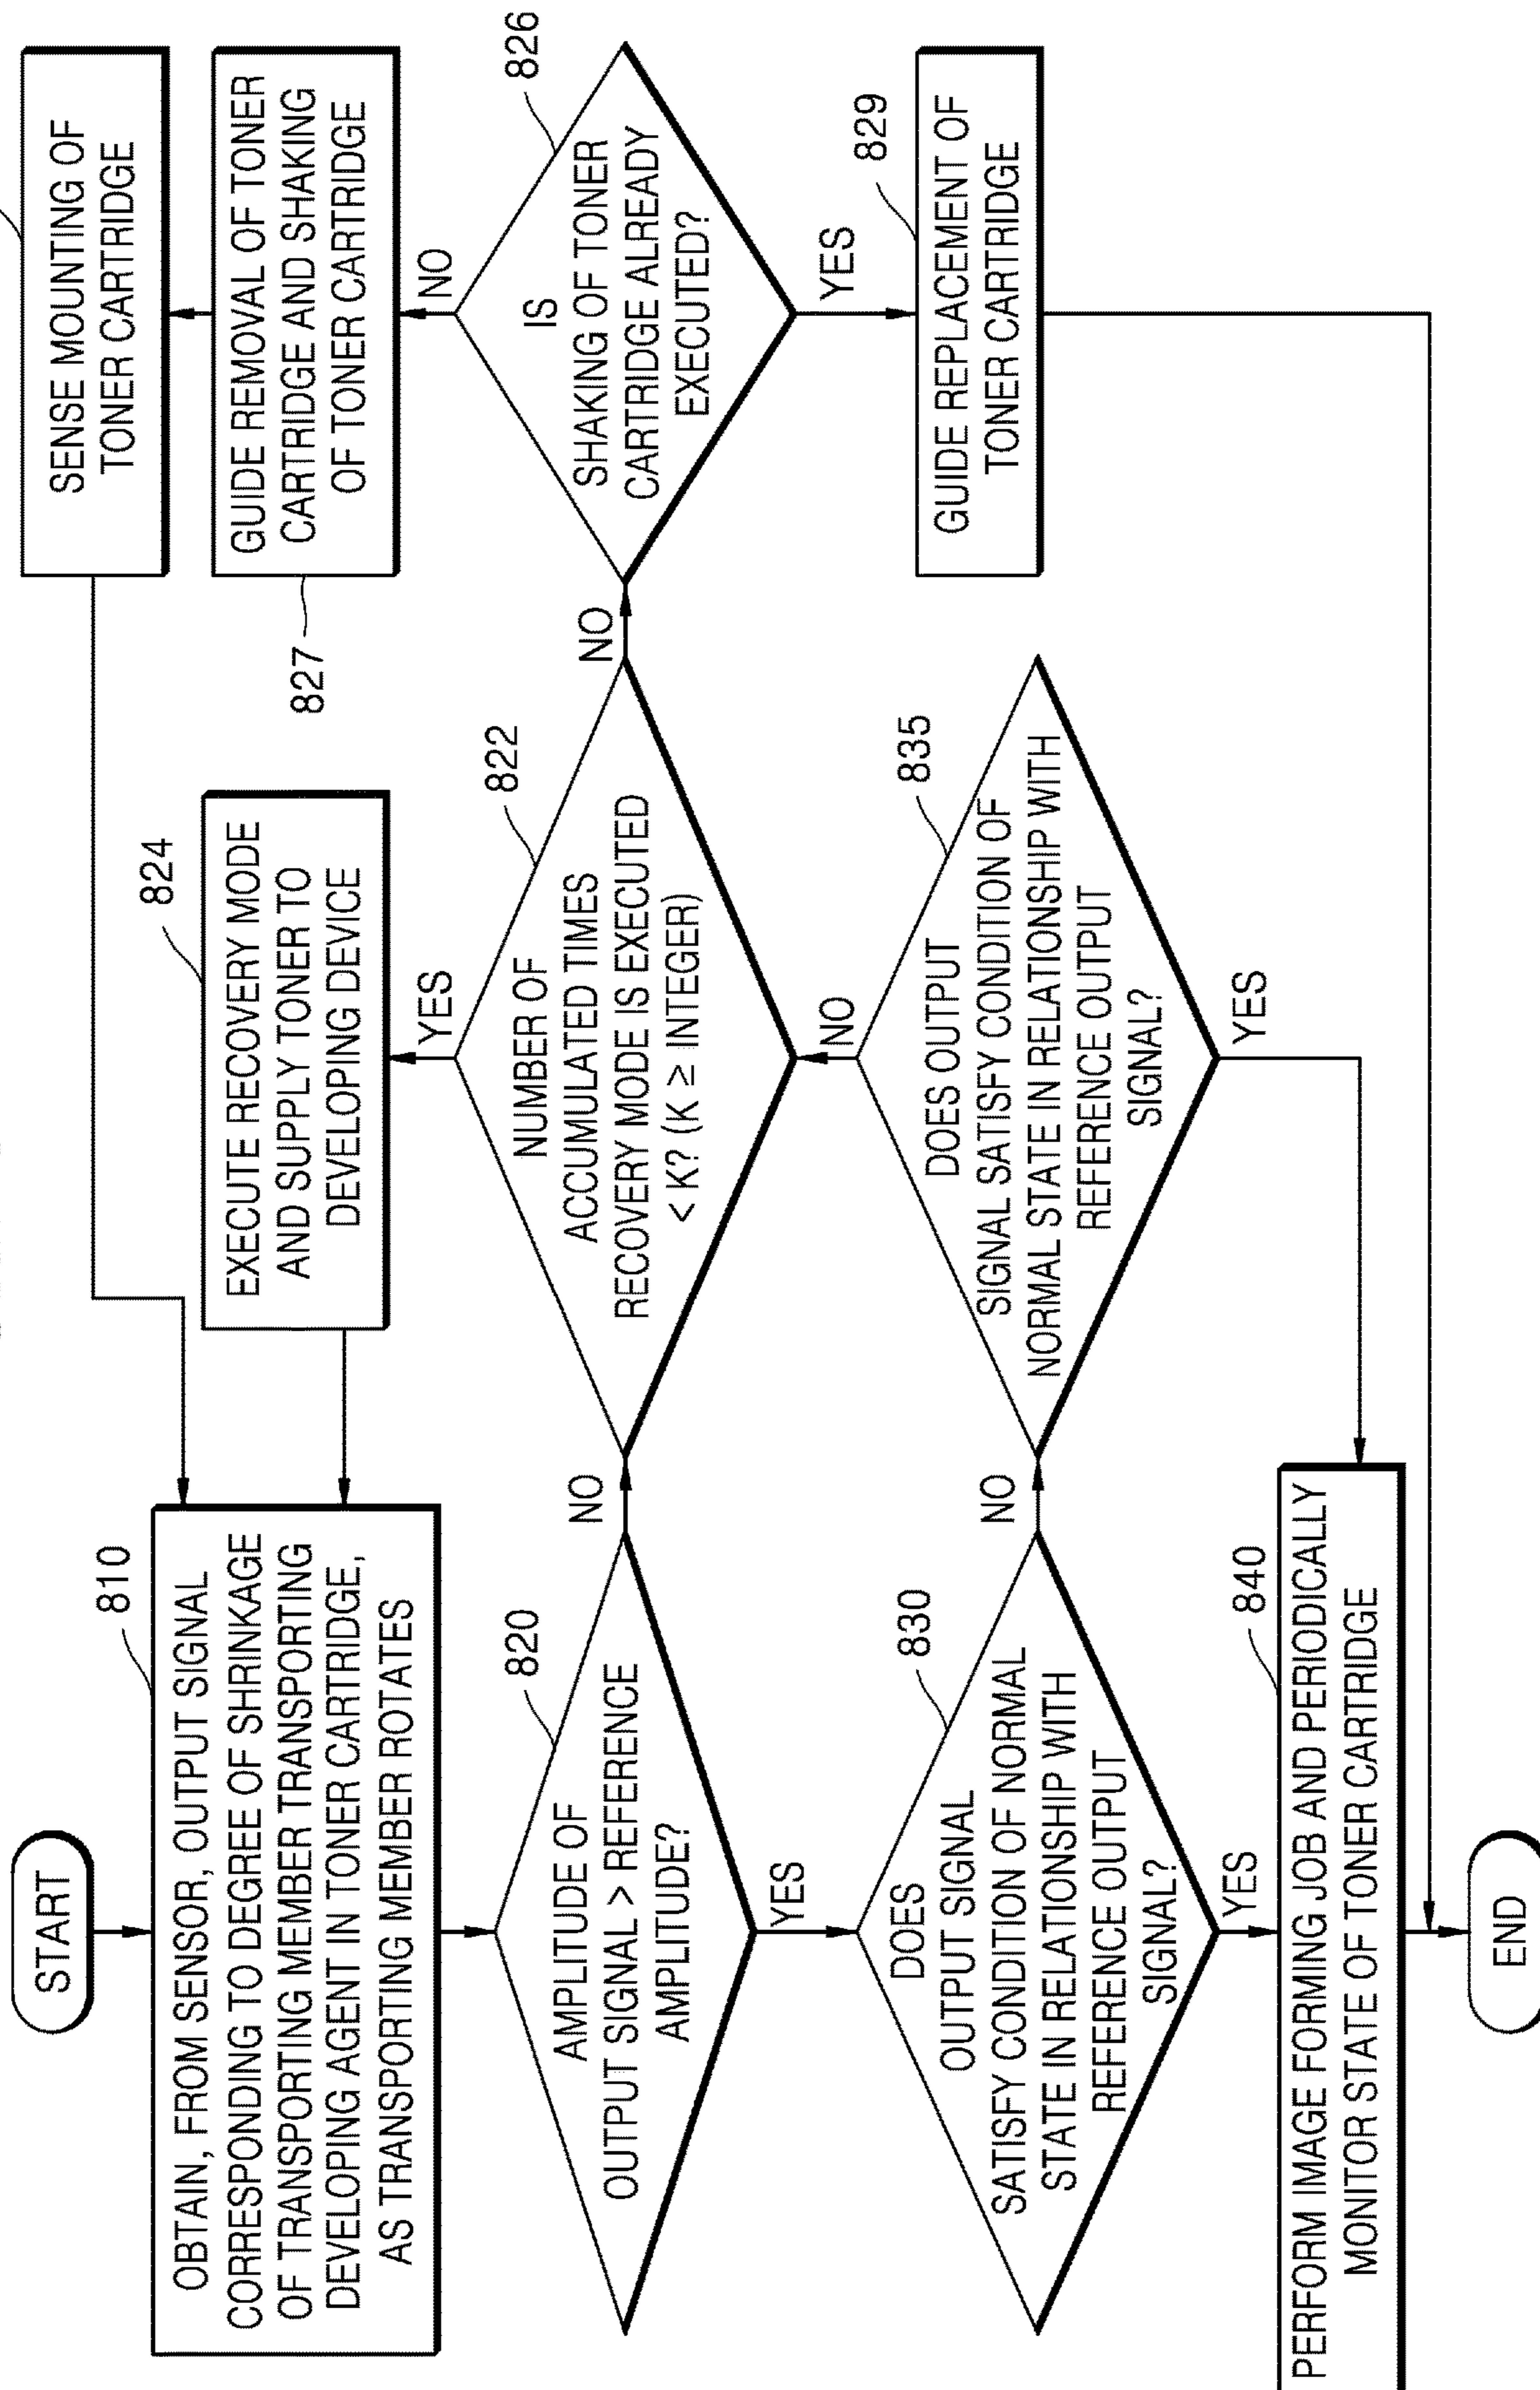 START
810
OBTAIN, FROM SENSOR, OUTPUT SIGNAL
CORRESPONDING TO DEGREE OF SHRINKAGE
OF TRANSPORTING MEMBER TRANSPORTING
DEVELOPING AGENT IN TONER CARTRIDGE,
AS TRANSPORTING MEMBER ROTATES
820
AMPLITUDE OF
OUTPUT SIGNAL > REFERENCE
AMPLITUDE?
NO
YES
830
DOES
OUTPUT SIGNAL
SATISFY CONDITION OF NORMAL
STATE IN RELATIONSHIP WITH
REFERENCE OUTPUT
SIGNAL?
NO
YES
840
PERFORM IMAGE FORMING JOB AND PERIODICALLY
MONITOR STATE OF TONER CARTRIDGE
END
824
EXECUTE RECOVERY MODE
AND SUPPLY TONER TO
DEVELOPING DEVICE
YES
822
NUMBER OF
ACCUMULATED TIMES
RECOVERY MODE IS EXECUTED
< K? (K ≥ INTEGER)
NO
NO
835
DOES OUTPUT
SIGNAL SATISFY CONDITION OF
NORMAL STATE IN RELATIONSHIP WITH
REFERENCE OUTPUT
SIGNAL?
YES
SENSE MOUNTING OF
TONER CARTRIDGE
827
GUIDE REMOVAL OF TONER
CARTRIDGE AND SHAKING
OF TONER CARTRIDGE
NO
826
IS
SHAKING OF TONER
CARTRIDGE ALREADY
EXECUTED?
YES
829
GUIDE REPLACEMENT OF
TONER CARTRIDGE